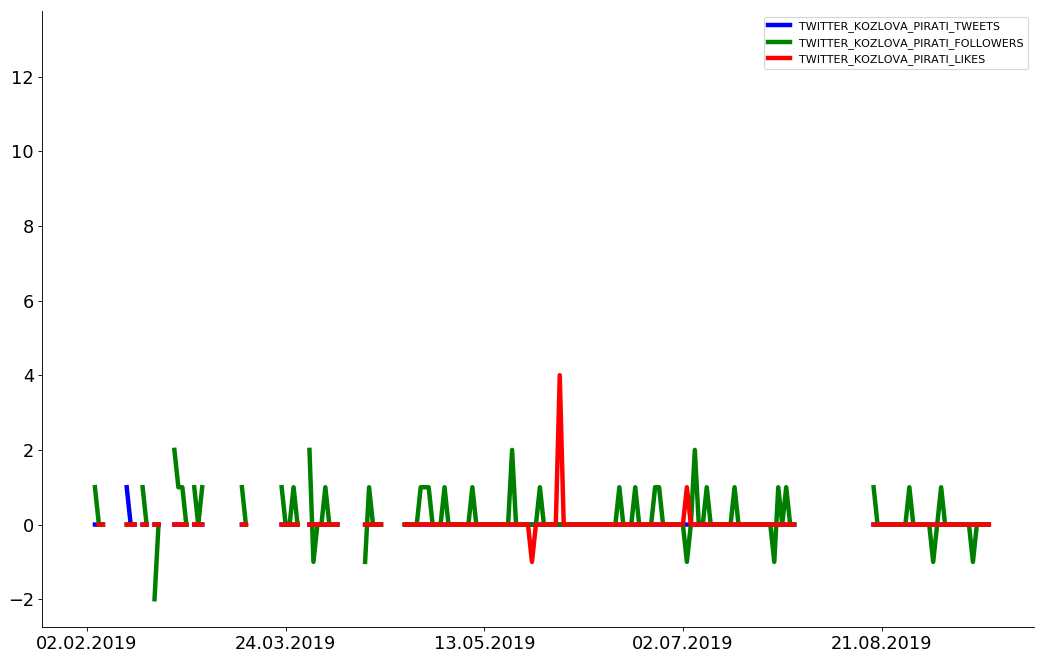 TWITTER_KOZLOVA_PIRATI_TWEETS
TWITTER_KOZLOVA_PIRATI_FOLLOWERS
TWITTER_KOZLOVA_PIRATI_LIKES
12
10
8
6
4
2
0
−2
02.02.2019 24.03.2019 13.05.2019 02.07.2019 21.08.2019